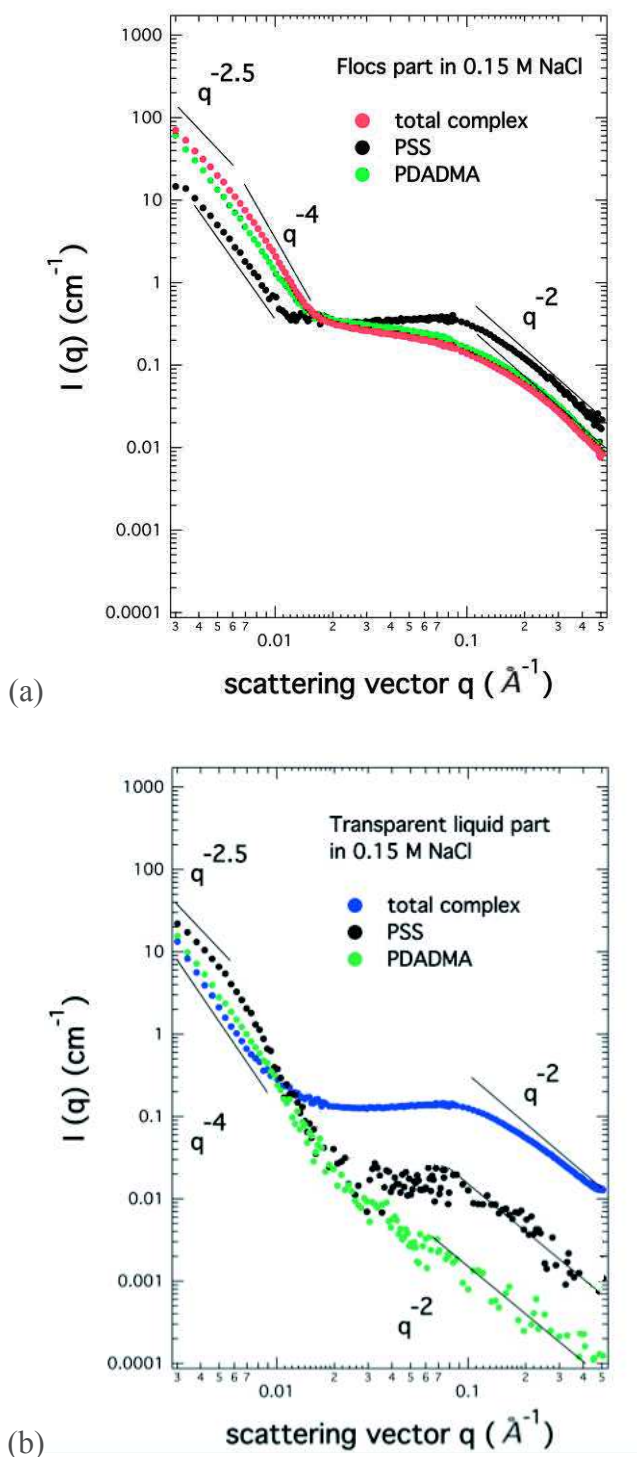 1000
100
10
1
0.1
0.01
0.001
0.0001
I (q) (cm⁻¹)
Flocs part in 0.15 M NaCl
total complex
PSS
PDADMA
q⁻²·⁵
q⁻⁴
q⁻²
3 4 5 6 7 0.01 2 3 4 5 6 7 0.1 2 3 4 5
scattering vector q ( Å⁻¹)
(a)
1000
100
10
1
0.1
0.01
0.001
0.0001
I (q) (cm⁻¹)
Transparent liquid part
in 0.15 M NaCl
total complex
PSS
PDADMA
q⁻²·⁵
q⁻⁴
q⁻²
q⁻²
3 4 5 6 7 0.01 2 3 4 5 6 7 0.1 2 3 4 5
scattering vector q ( Å⁻¹)
(b)